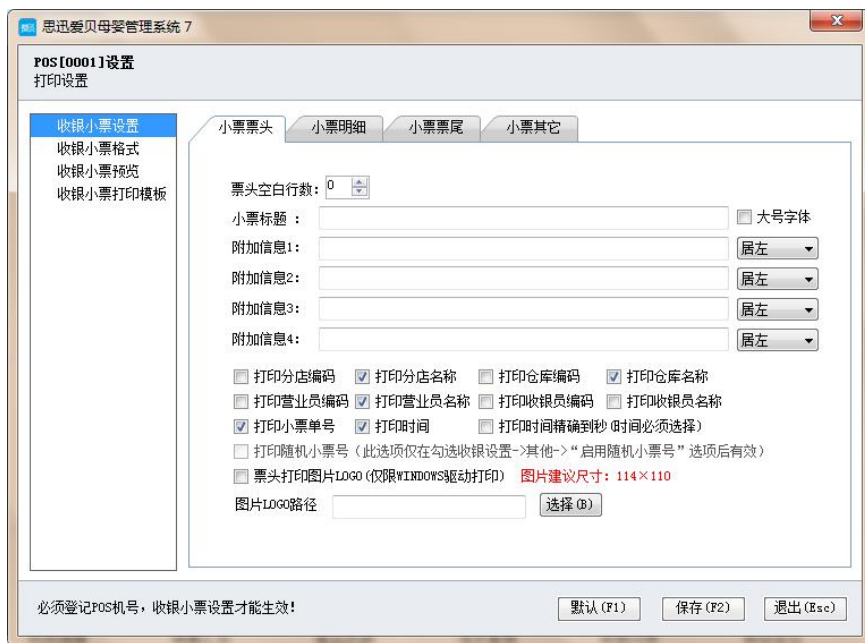 思迅爱贝母婴管理系统 7
POS[0001]设置
打印设置
收银小票设置
收银小票格式
收银小票预览
收银小票打印模板
小票票头 小票明细 小票票尾 小票其它
票头空白行数: 0
小票标题 : 大号字体
附加信息1: 居左
附加信息2: 居左
附加信息3: 居左
附加信息4: 居左
打印分店编码 打印分店名称 打印仓库编码 打印仓库名称
打印营业员编码 打印营业员名称 打印收银员编码 打印收银员名称
打印小票单号 打印时间 打印时间精确到秒(时间必须选择)
打印随机小票号(此选项仅在勾选收银设置->其他->“启用随机小票号”选项后有效)
票头打印图片LOGO(仅限WINDOWS驱动打印) 图片建议尺寸: 114×110
图片LOGO路径 选择(B)
必须登记POS机号,收银小票设置才能生效! 默认(F1) 保存(F2) 退出(Esc)